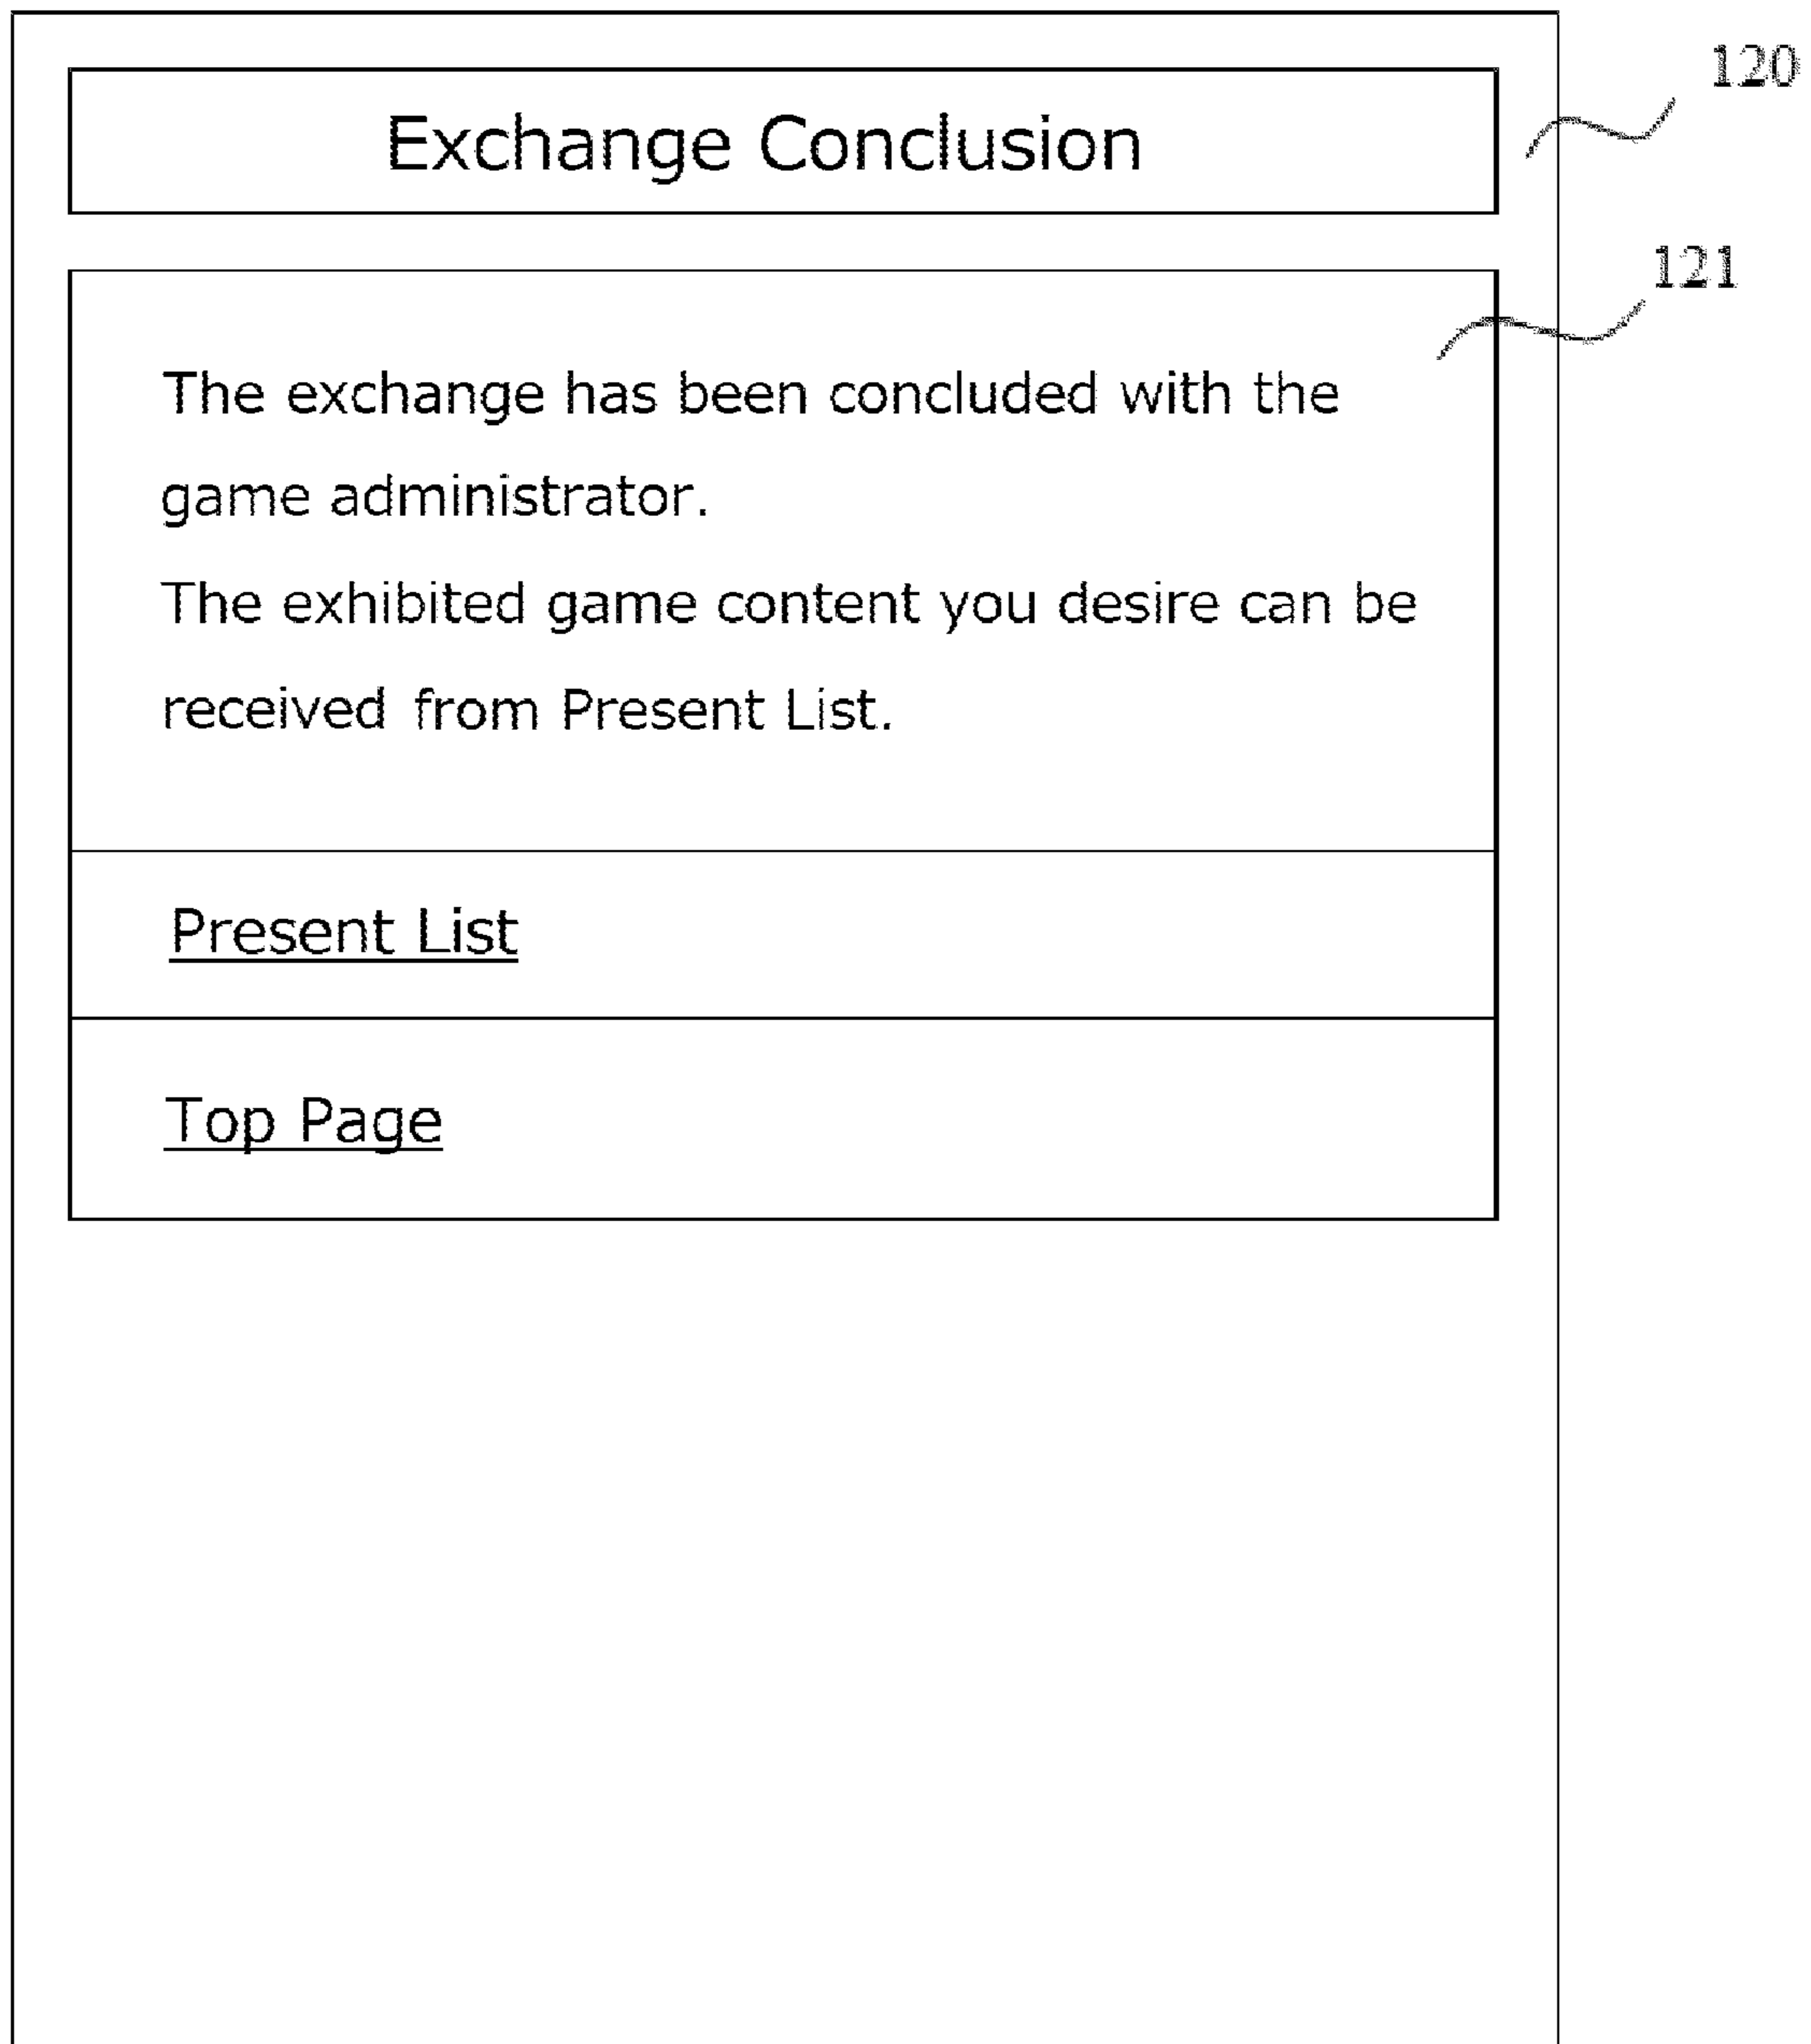 Exchange Conclusion
120
121
The exchange has been concluded with the
game administrator.
The exhibited game content you desire can be
received from Present List.
Present List
Top Page